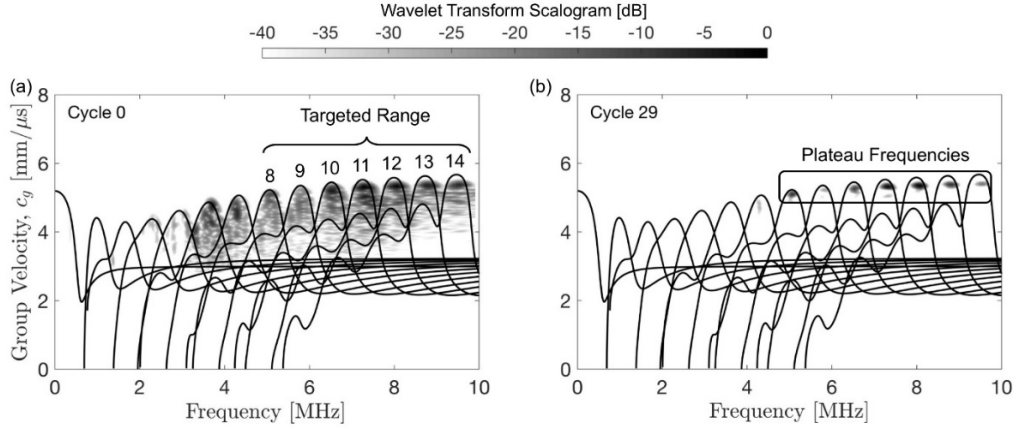 Wavelet Transform Scalogram [dB]
-40 -35 -30 -25 -20 -15 -10 -5 0
(a)
Cycle 0
Targeted Range
8 9 10 11 12 13 14
Group Velocity, c_g [mm/μs]
8
6
4
2
0
0 2 4 6 8 10
Frequency [MHz]
(b)
Cycle 29
Plateau Frequencies
8
6
4
2
0
0 2 4 6 8 10
Frequency [MHz]